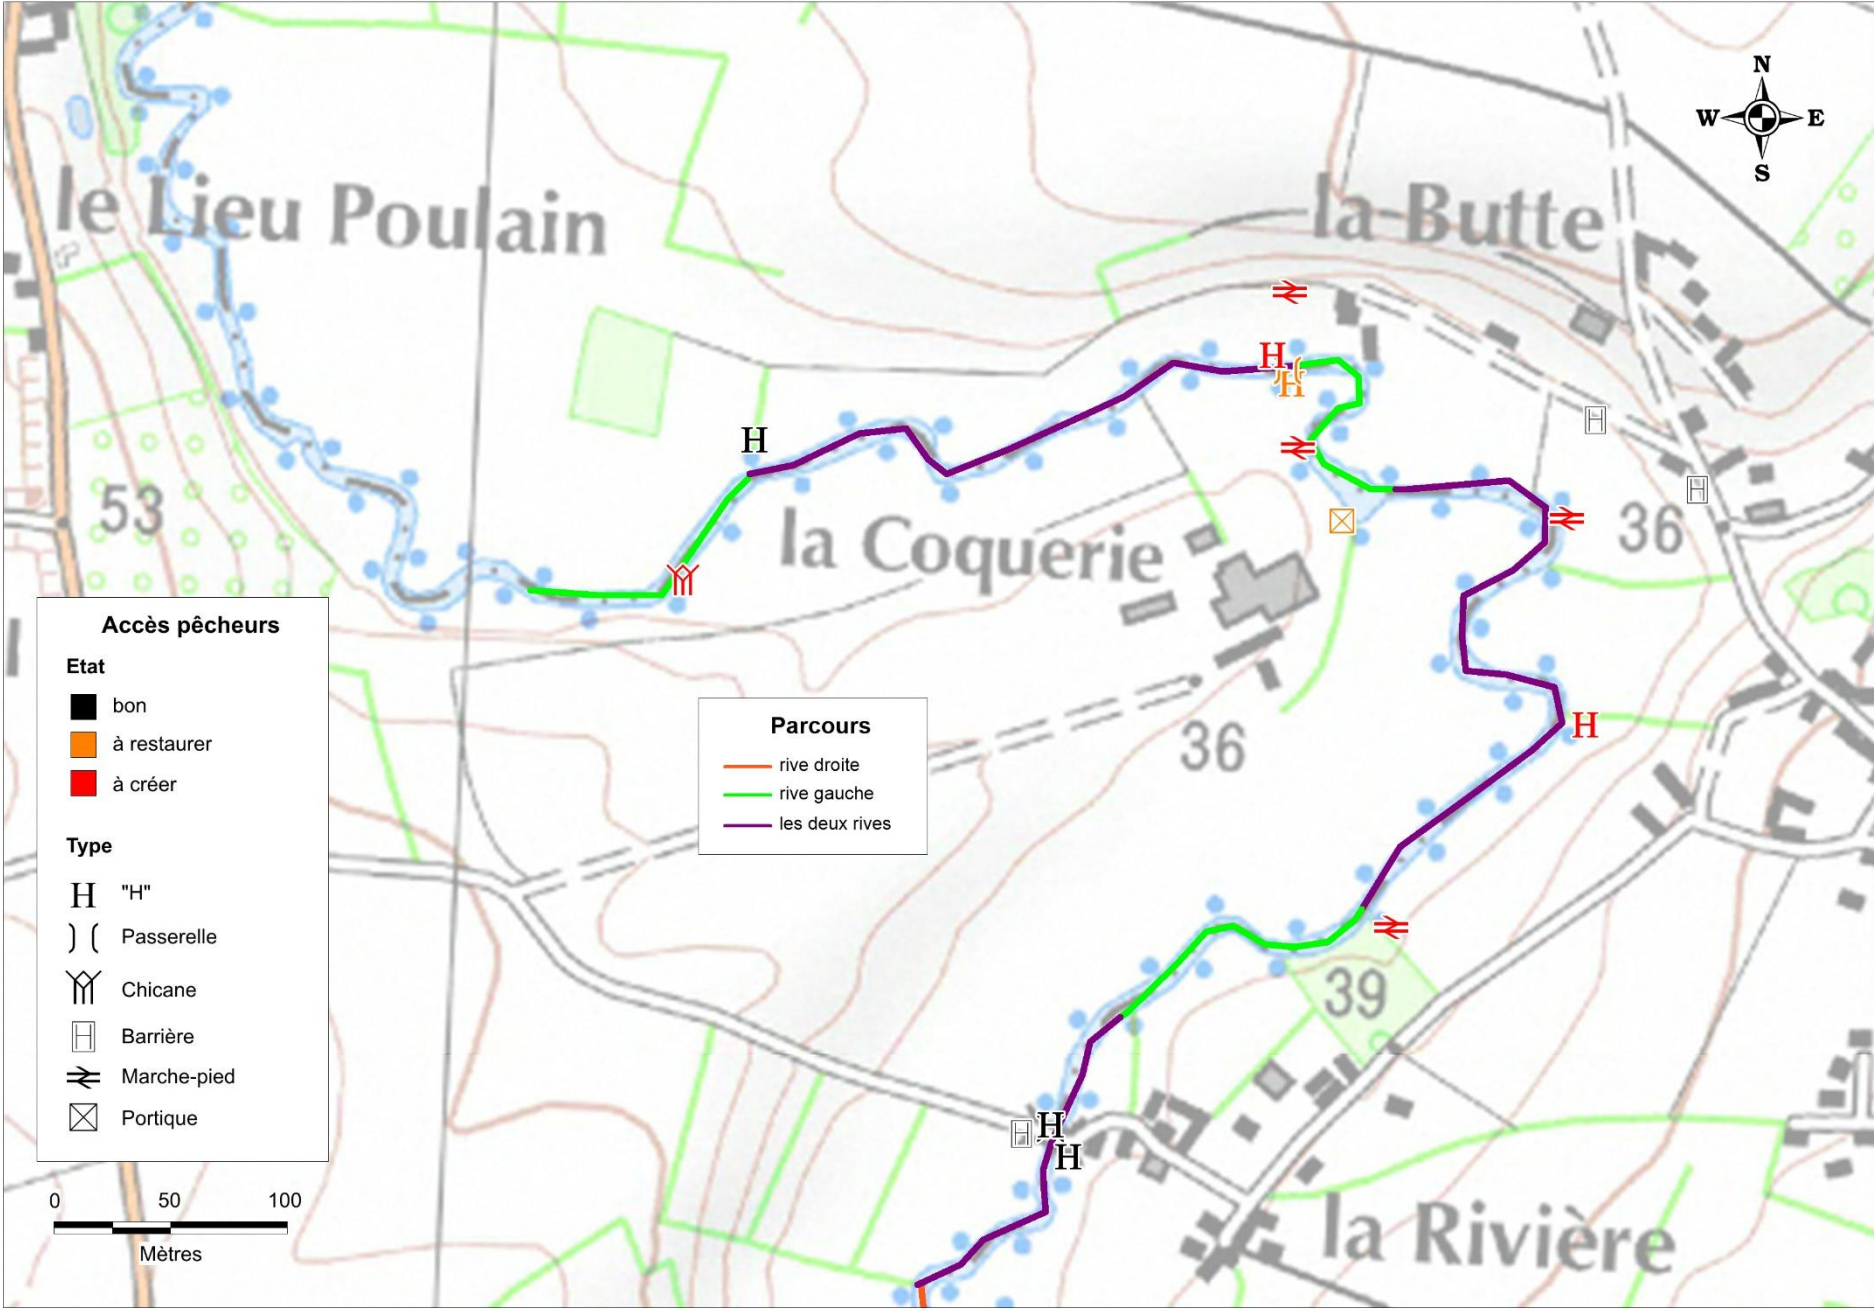 N
W E
S
le Lieu Poulain
la Butte
H
H
H
H
53
la Coquerie
36
H
Accès pêcheurs
Etat
bon
à restaurer
à créer
Type
H "H"
Passerelle
Chicane
H Barrière
Marche-pied
Portique
Parcours
rive droite
rive gauche
les deux rives
36
H
39
H H
H
0 50 100
Mètres
la Rivière